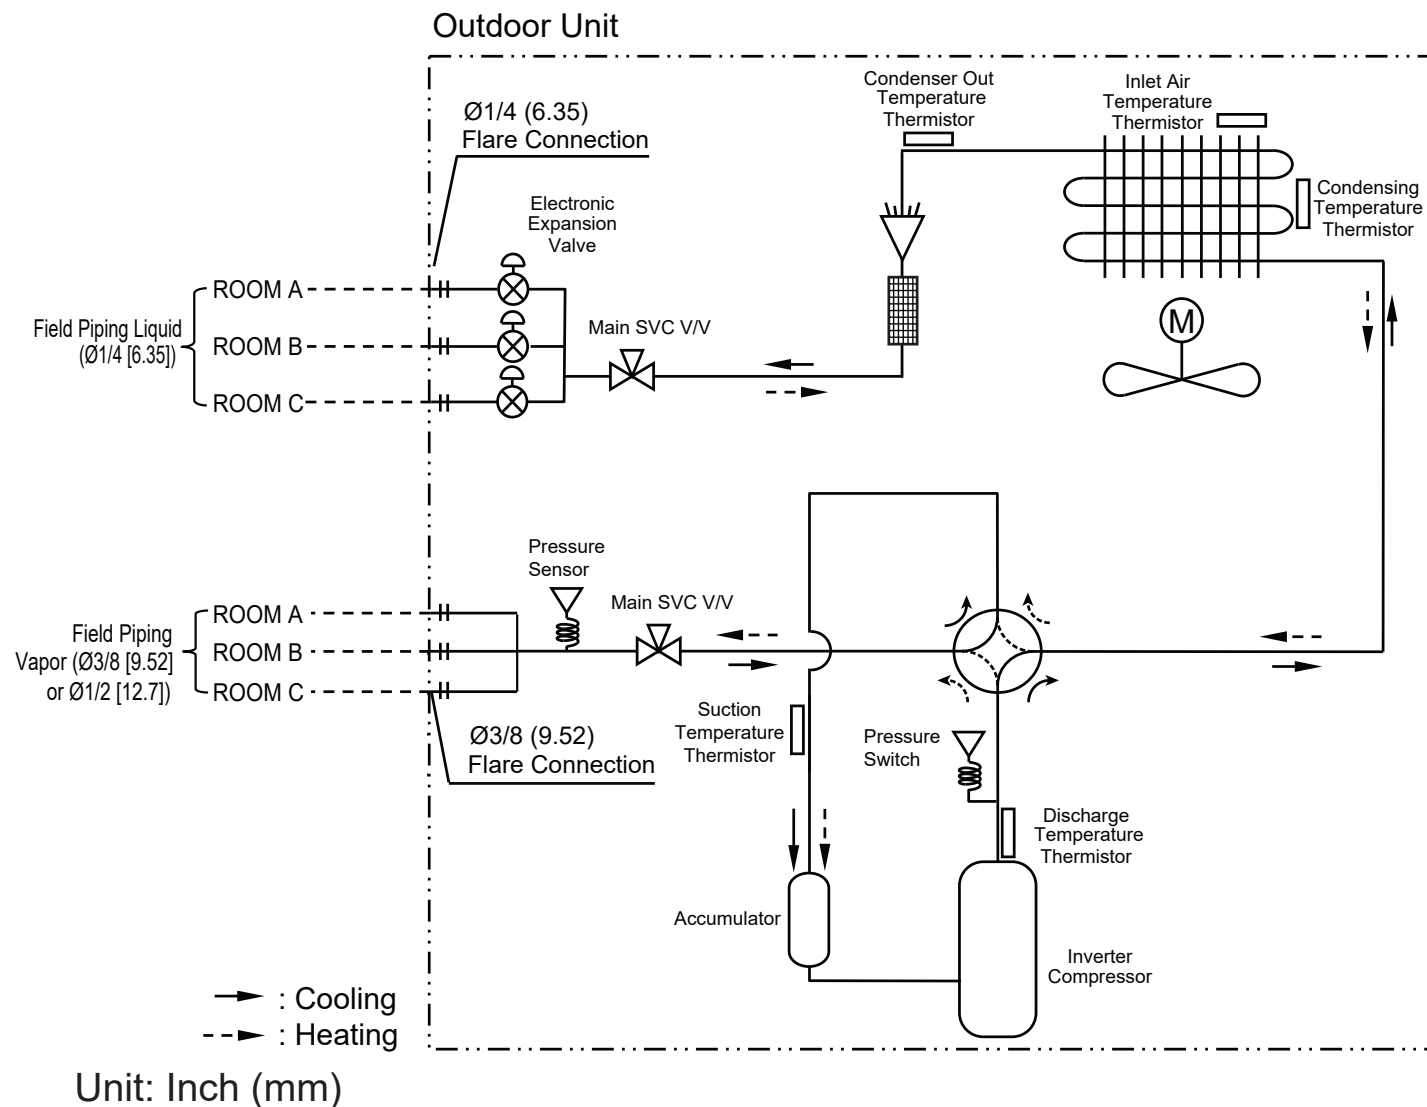 Outdoor Unit
Condenser Out
Temperature
Thermistor
Inlet Air
Temperature
Thermistor
Ø1/4 (6.35)
Flare Connection
Condensing
Temperature
Thermistor
Electronic
Expansion
Valve
ROOM A
Field Piping Liquid
(Ø1/4 [6.35])
ROOM B
ROOM C
Main SVC V/V
M
Pressure
Sensor
Main SVC V/V
ROOM A
Field Piping
Vapor (Ø3/8 [9.52]
or Ø1/2 [12.7])
ROOM B
ROOM C
Ø3/8 (9.52)
Flare Connection
Suction
Temperature
Thermistor
Pressure
Switch
Discharge
Temperature
Thermistor
Accumulator
Inverter
Compressor
: Cooling
: Heating
Unit: Inch (mm)